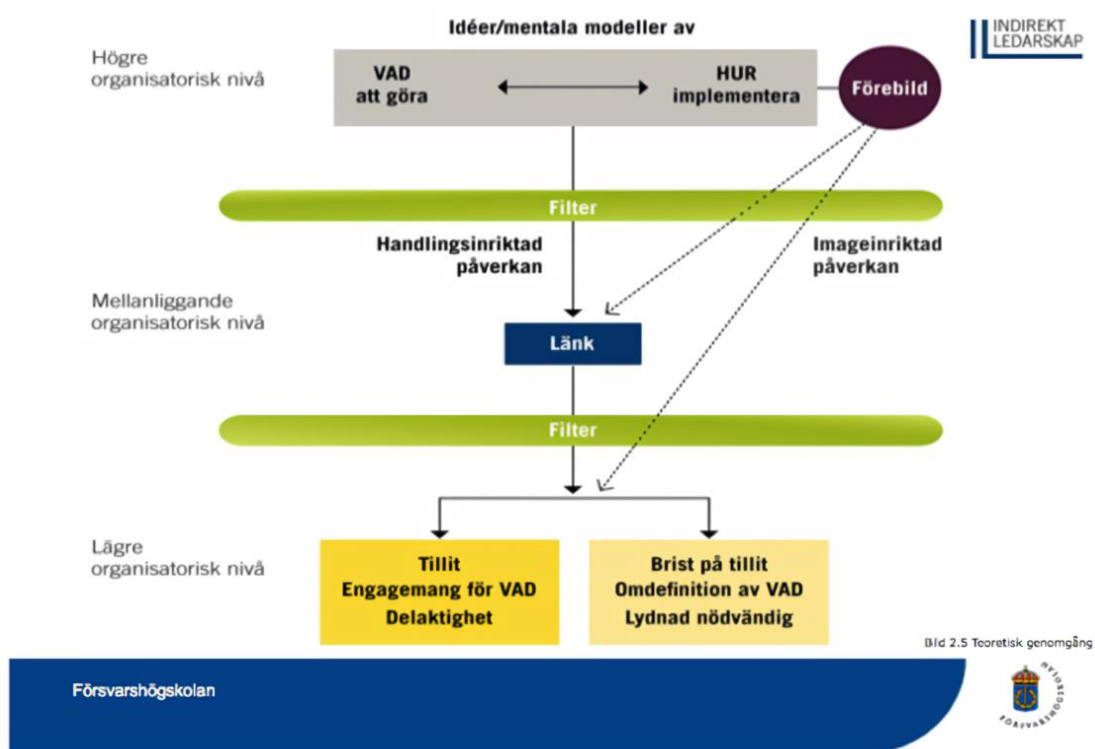 Idéer/mentala modeller av
INDIREKT
LEDARSKAP
Högre
organisatorisk nivå
VAD
att göra
HUR
implementera
Förebild
Filter
Handlingsinriktad
påverkan
Imageinriktad
påverkan
Mellanliggande
organisatorisk nivå
Länk
Filter
Lägre
organisatorisk nivå
Tillit
Engagemang för VAD
Delaktighet
Brist på tillit
Omdefinition av VAD
Lydnad nödvändig
Bild 2.5 Teoretisk genomgång
Försvarshögskolan
FÖRSVARSHÖGSKOLAN